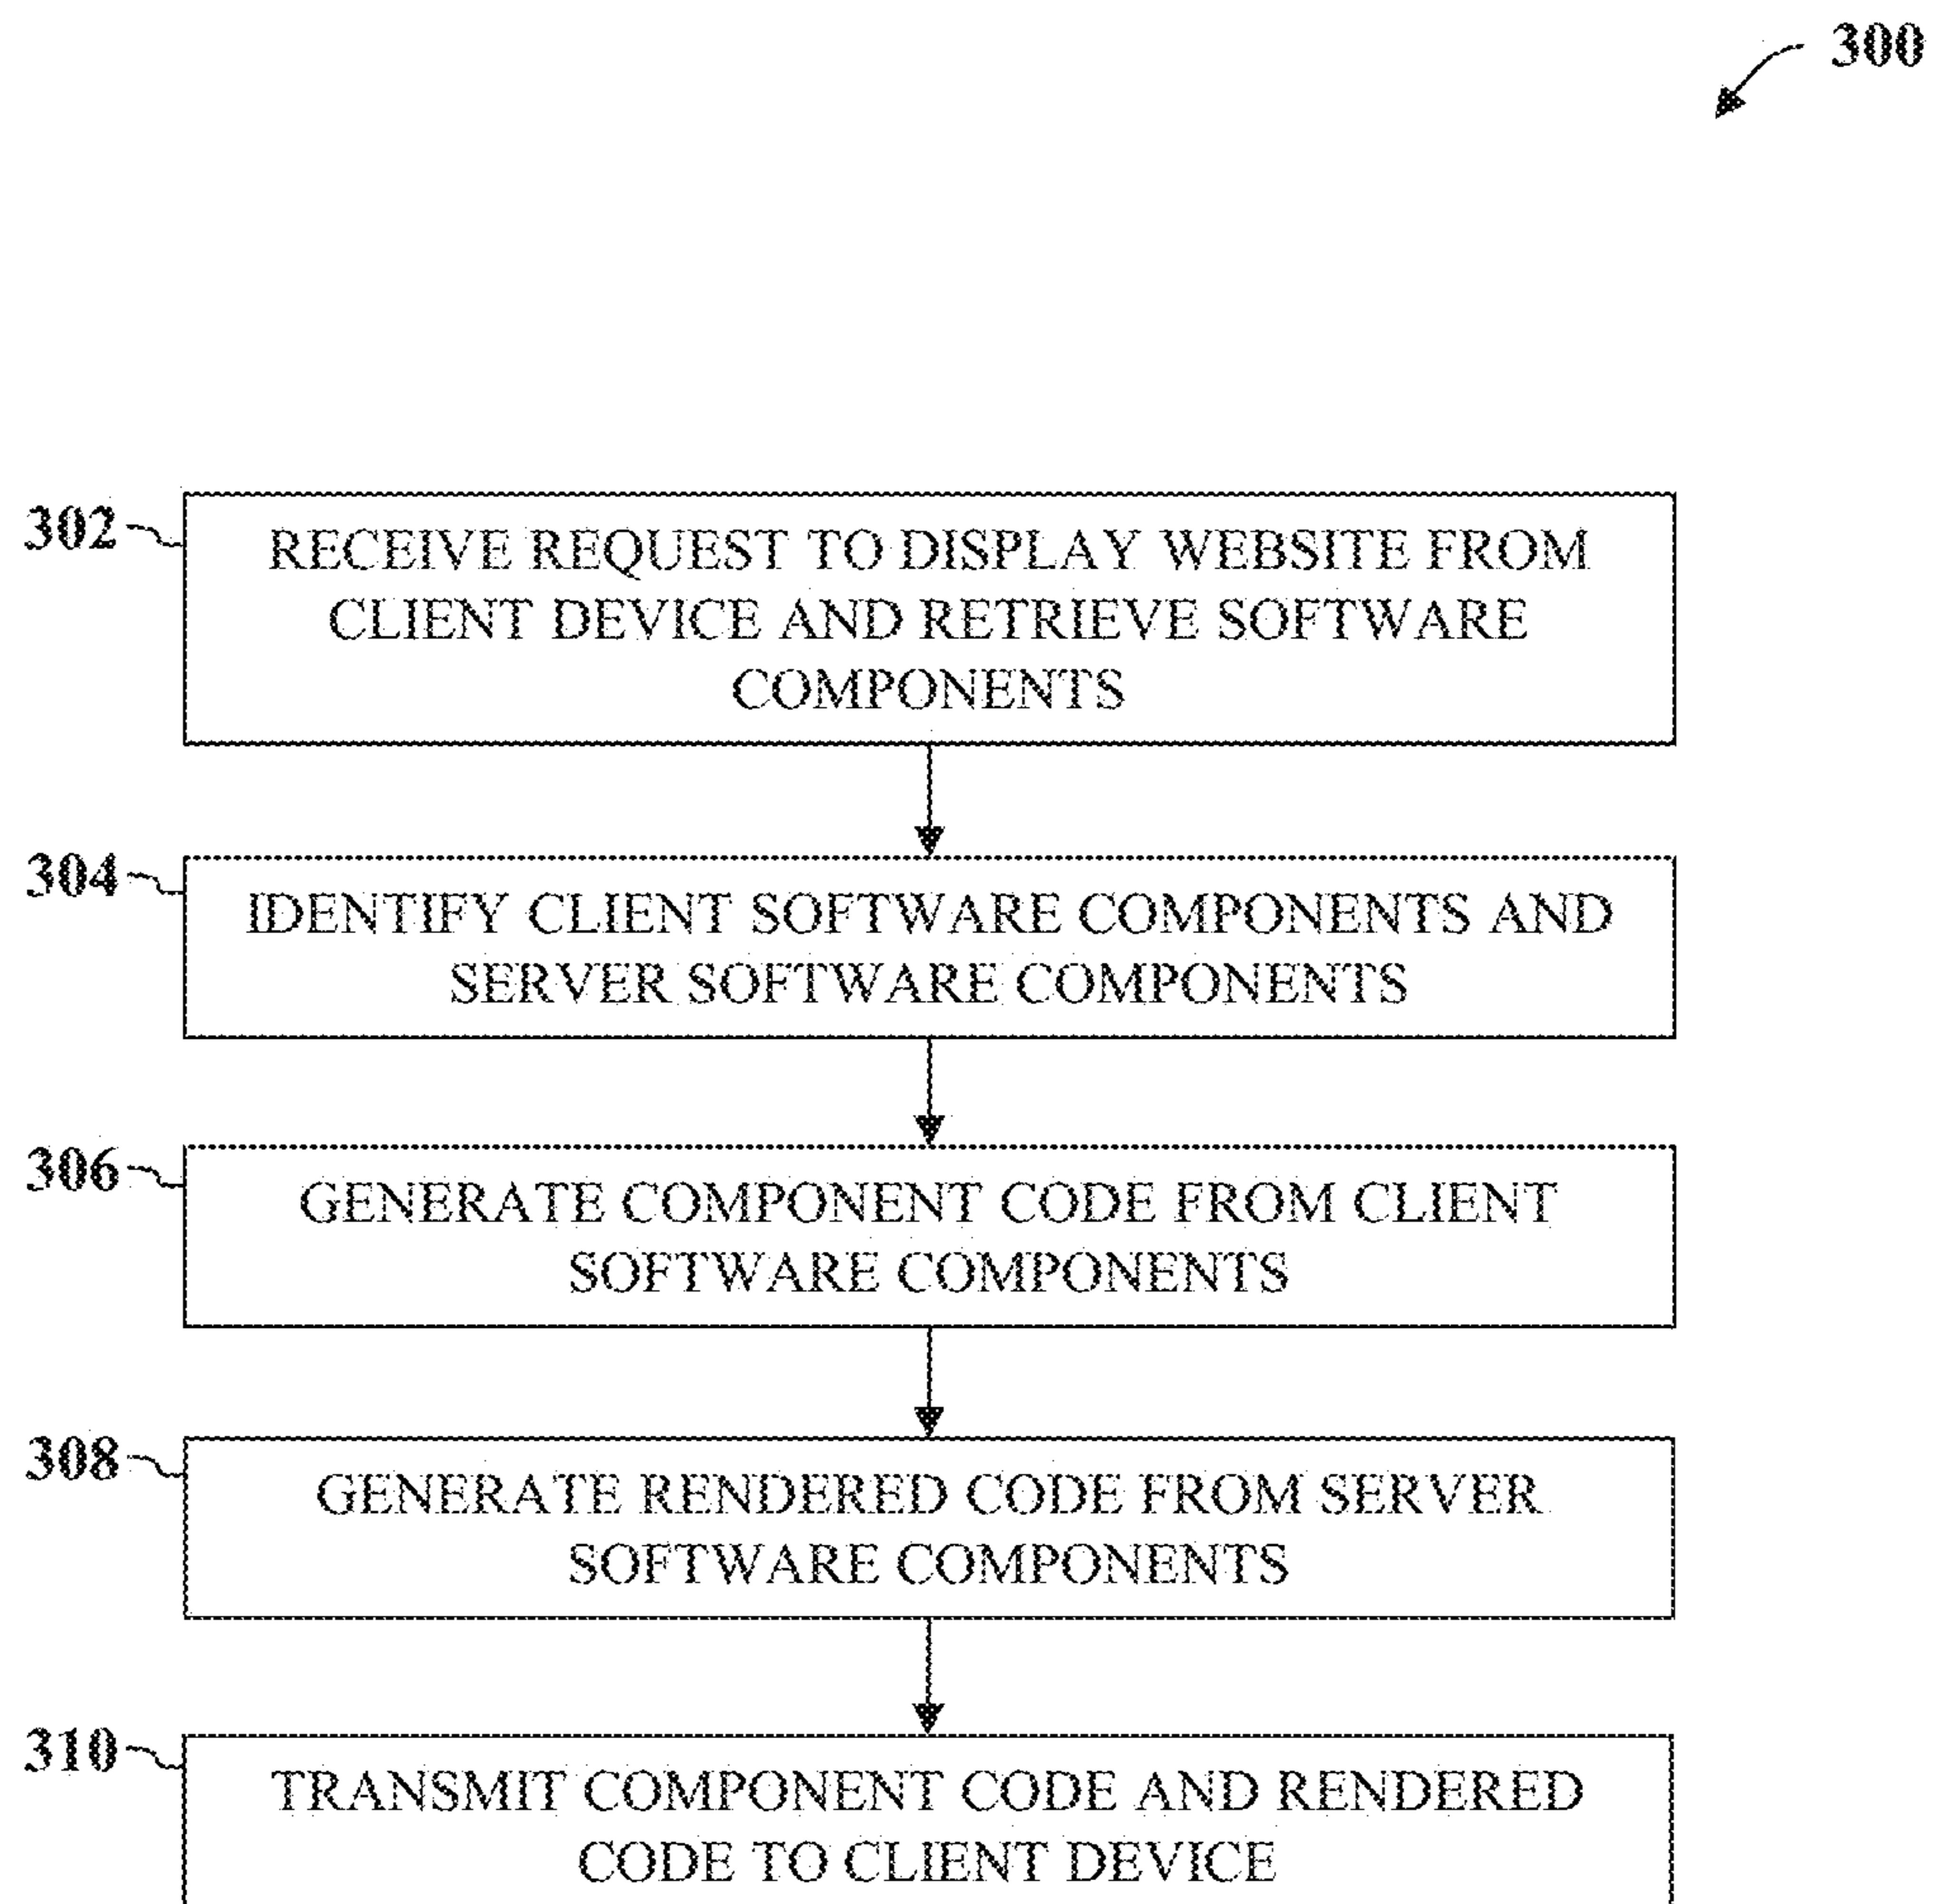 300
302
RECEIVE REQUEST TO DISPLAY WEBSITE FROM
CLIENT DEVICE AND RETRIEVE SOFTWARE
COMPONENTS
304
IDENTIFY CLIENT SOFTWARE COMPONENTS AND
SERVER SOFTWARE COMPONENTS
306
GENERATE COMPONENT CODE FROM CLIENT
SOFTWARE COMPONENTS
308
GENERATE RENDERED CODE FROM SERVER
SOFTWARE COMPONENTS
310
TRANSMIT COMPONENT CODE AND RENDERED
CODE TO CLIENT DEVICE